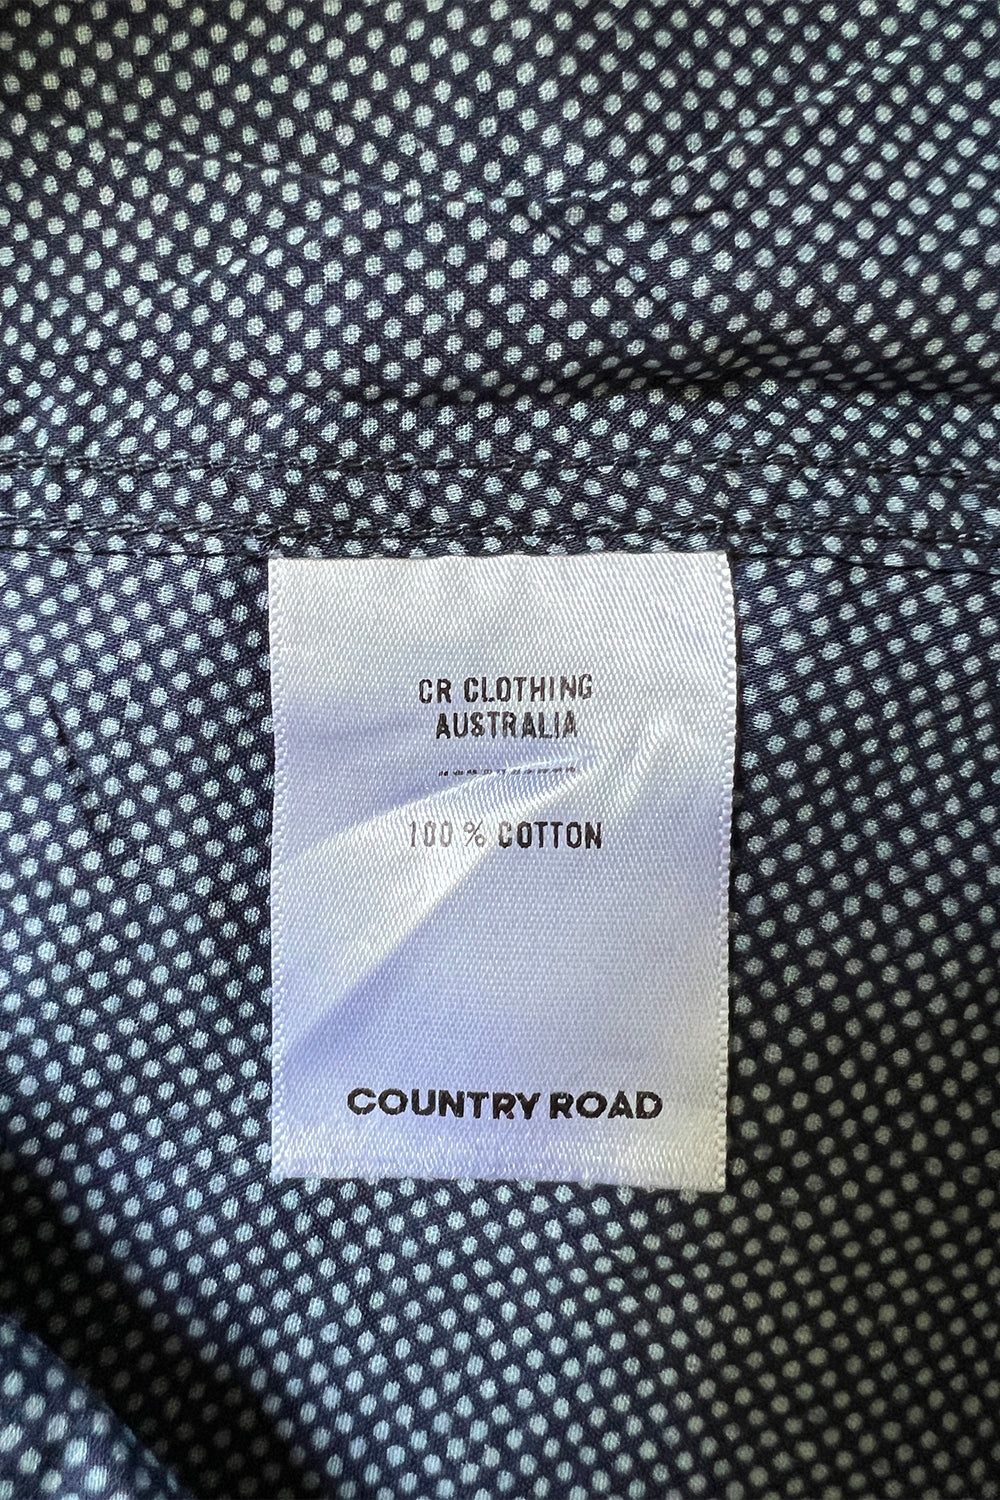 CR CLOTHING
AUSTRALIA
100 % COTTON
COUNTRY ROAD